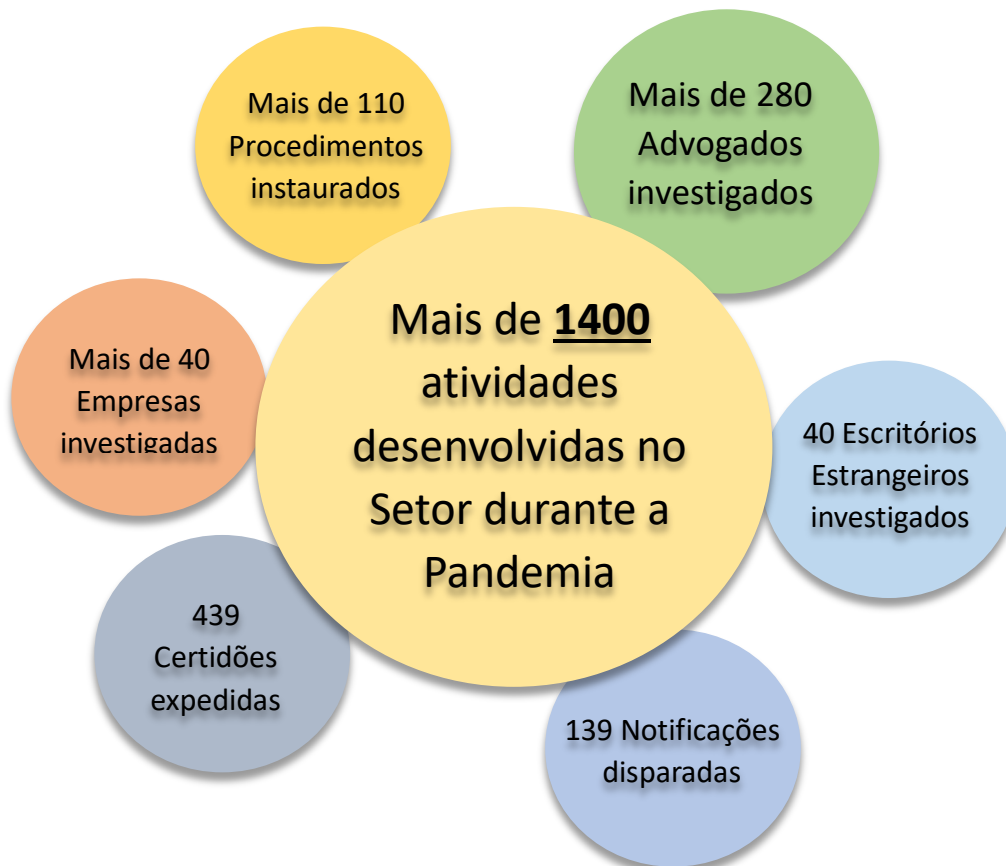 Mais de 110
Procedimentos
instaurados
Mais de 280
Advogados
investigados
Mais de 1400
atividades
desenvolvidas no
Setor durante a
Pandemia
Mais de 40
Empresas
investigadas
40 Escritórios
Estrangeiros
investigados
439
Certidões
expedidas
139 Notificações
disparadas